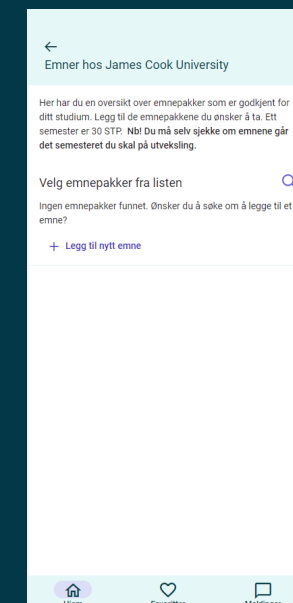 Emner hos James Cook University
Her har du en oversikt over emnepakker som er godkjent for
ditt studium. Legg til de emnepakkene du ønsker å ta. Ett
semester er 30 STP. Nb! Du må selv sjekke om emnene går
det semesteret du skal på utveksling.
Velg emnepakker fra listen
Ingen emnepakker funnet. Ønsker du å søke om å legge til et
emne?
+ Legg til nytt emne
Hjem Favoritter Meldinger